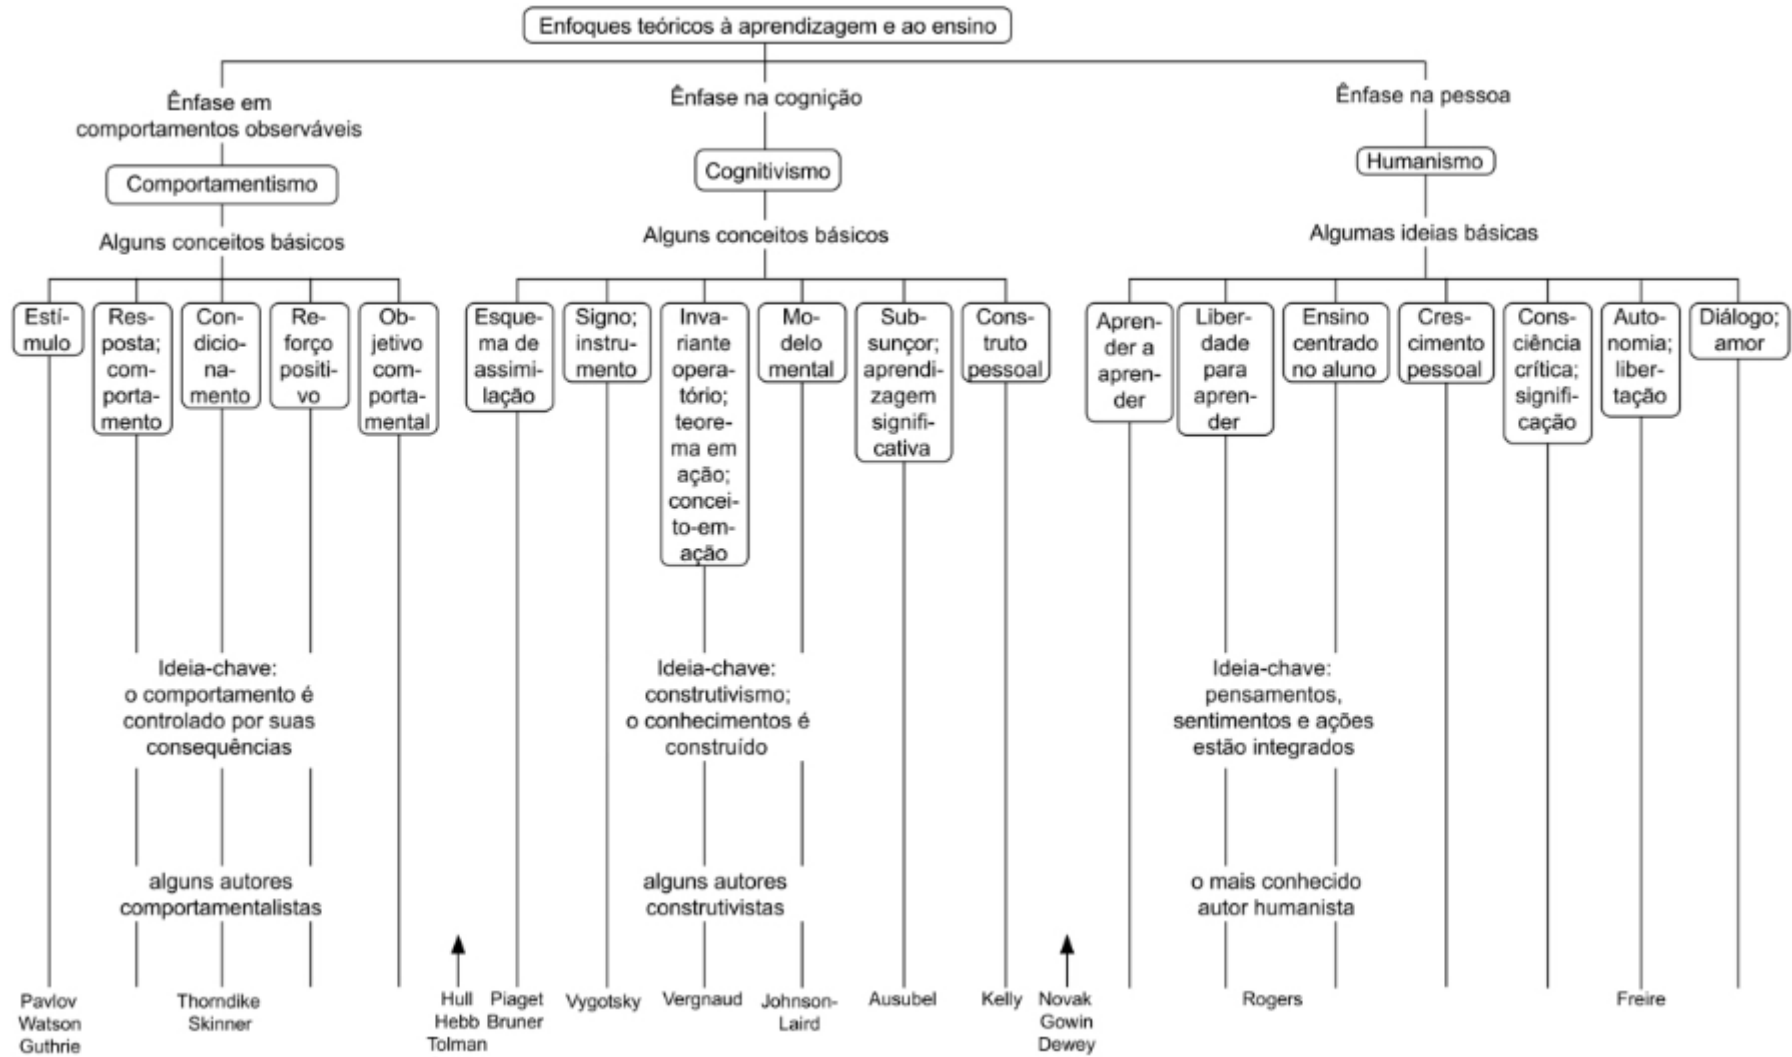 Enfoques teóricos à aprendizagem e ao ensino
Ênfase em
comportamentos observáveis
Comportamentismo
Alguns conceitos básicos
Estí-
mulo
Res-
posta;
com-
porta-
mento
Con-
dicio-
na-
mento
Re-
forço
positi-
vo
Ob-
jetivo
com-
porta-
mental
Ideia-chave:
o comportamento é
controlado por suas
consequências
alguns autores
comportamentalistas
Pavlov
Watson
Guthrie
Thorndike
Skinner
Hull
Hebb
Tolman
Ênfase na cognição
Cognitivismo
Alguns conceitos básicos
Esque-
ma de
assimi-
lação
Signo;
instru-
mento
Inva-
riante
opera-
tório;
teore-
ma em
ação;
concei-
to-em-
ação
Mo-
delo
mental
Sub-
sunçor;
aprendi-
zagem
signifi-
cativa
Cons-
truto
pessoal
Ideia-chave:
construtivismo;
o conhecimentos é
construído
alguns autores
construtivistas
Piaget
Bruner
Vygotsky
Vergnaud
Johnson-
Laird
Ausubel
Kelly
Novak
Gowin
Dewey
Ênfase na pessoa
Humanismo
Algumas ideias básicas
Apren-
der a
apren-
der
Liber-
dade
para
apren-
der
Ensino
centrado
no aluno
Cres-
cimento
pessoal
Cons-
ciência
crítica;
signifi-
cação
Auto-
nomia;
liber-
tação
Diálogo;
amor
Ideia-chave:
pensamentos,
sentimentos e ações
estão integrados
o mais conhecido
autor humanista
Rogers
Freire